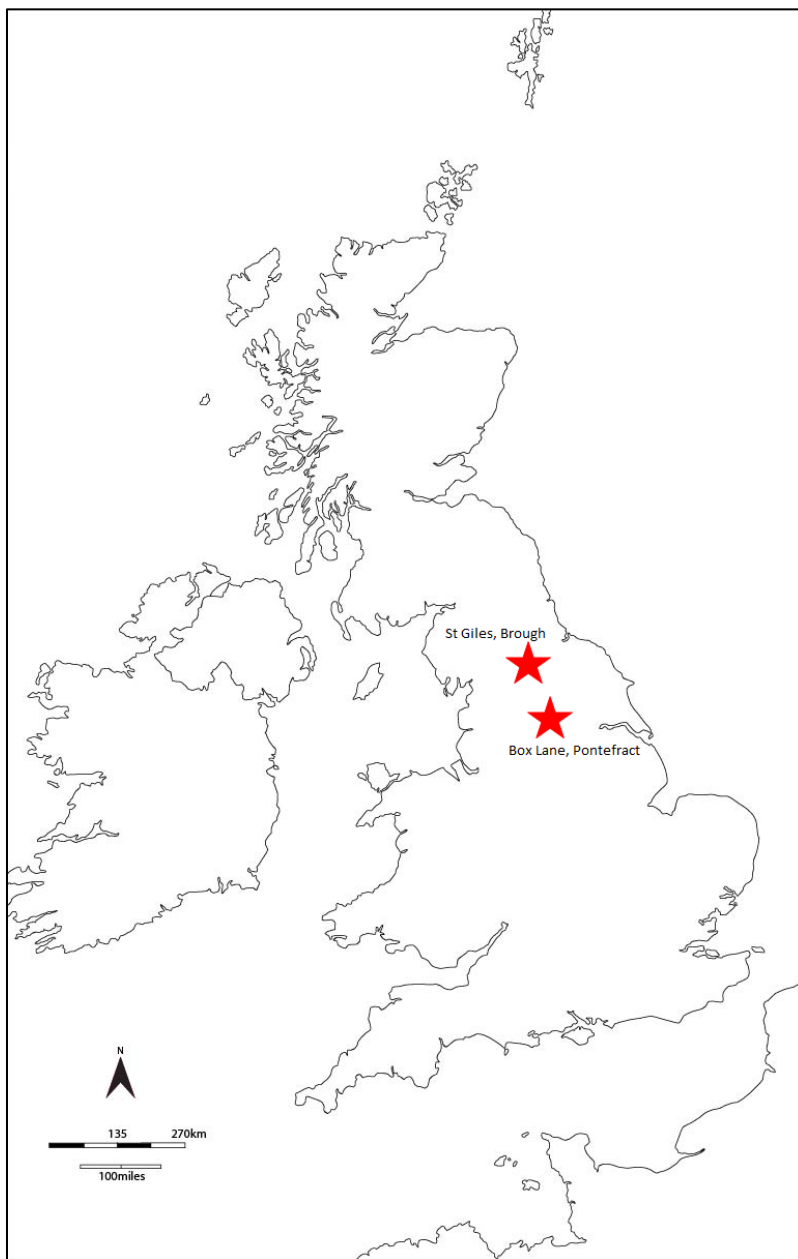 St Giles, Brough
Box Lane, Pontefract
N
135 270km
100miles